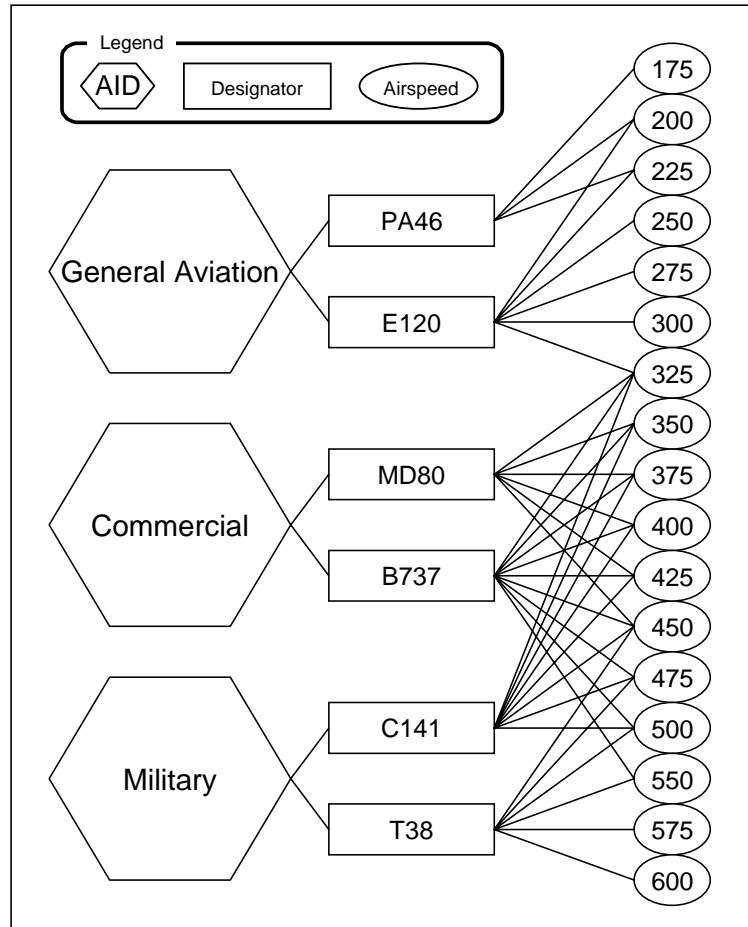 Legend
AID
Designator
Airspeed
General Aviation
Commercial
Military
PA46
E120
MD80
B737
C141
T38
175
200
225
250
275
300
325
350
375
400
425
450
475
500
550
575
600